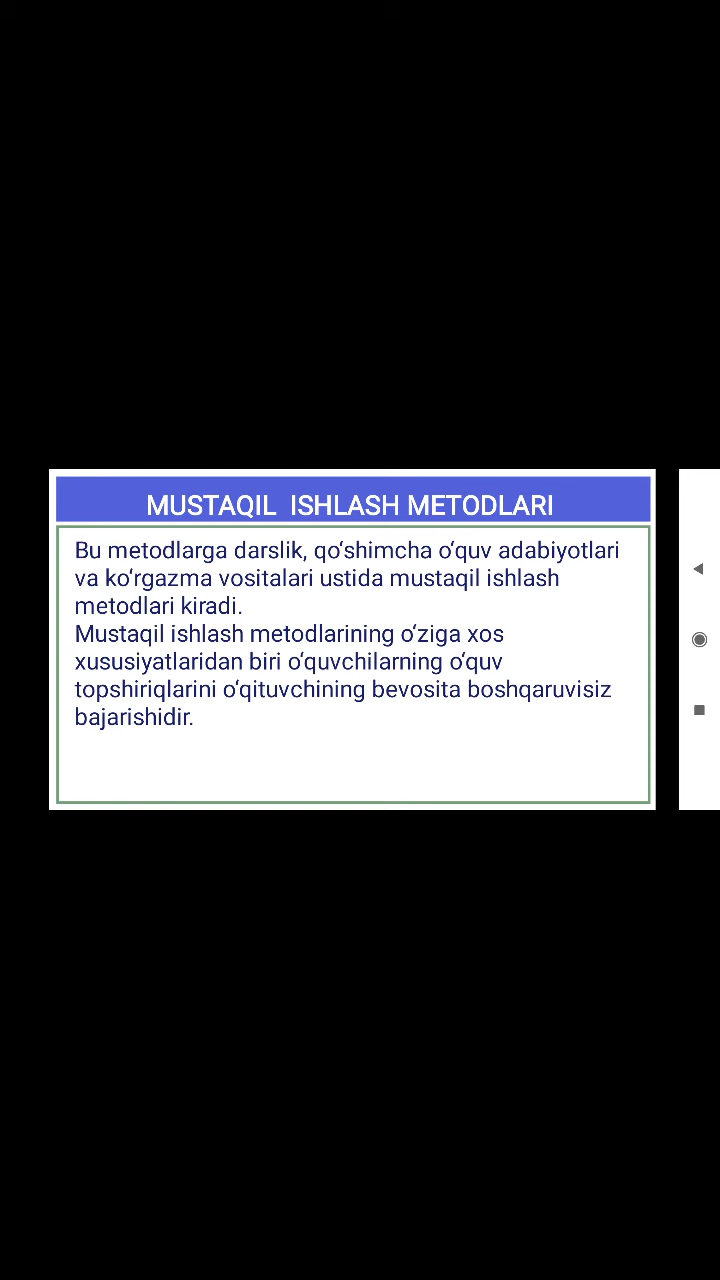 MUSTAQIL  ISHLASH METODLARI
Bu metodlarga darslik, qo‘shimcha o‘quv adabiyotlari
va ko‘rgazma vositalari ustida mustaqil ishlash
metodlari kiradi.
Mustaqil ishlash metodlarining o‘ziga xos
xususiyatlaridan biri o‘quvchilarning o‘quv
topshiriqlarini o‘qituvchining bevosita boshqaruvisiz
bajarishidir.